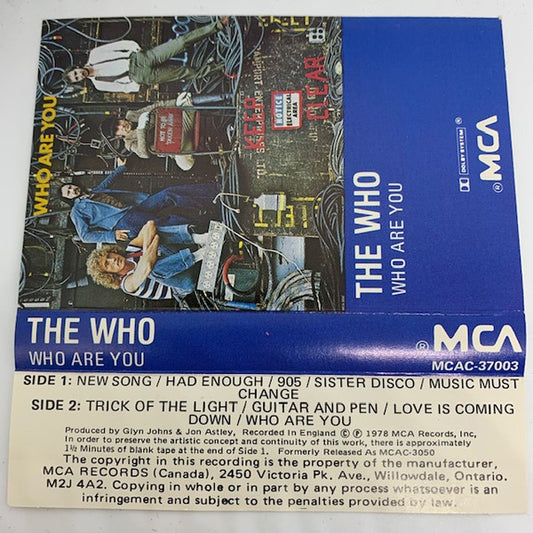 WHO ARE YOU
NOT TO BE
TAKEN AWAY
KEEP
CLEAR
NOTICE
ELECTRICAL
AREA
THE WHO
WHO ARE YOU
DOLBY SYSTEM ®
® MCA
THE WHO
WHO ARE YOU
® MCA
MCAC-37003
SIDE 1: NEW SONG / HAD ENOUGH / 905 / SISTER DISCO / MUSIC MUST
CHANGE
SIDE 2: TRICK OF THE LIGHT / GUITAR AND PEN / LOVE IS COMING
DOWN / WHO ARE YOU
Produced by Glyn Johns & Jon Astley, Recorded In England © Ⓟ 1978 MCA Records, Inc.
In order to preserve the artistic concept and continuity of this work, there is approximately
1½ Minutes of blank tape at the end of Side 1. Formerly Released As MCAC-3050
The copyright in this recording is the property of the manufacturer,
MCA RECORDS (Canada), 2450 Victoria Pk. Ave., Willowdale, Ontario.
M2J 4A2. Copying in whole or in part by any process whatsoever is an
infringement and subject to the penalties provided by law.